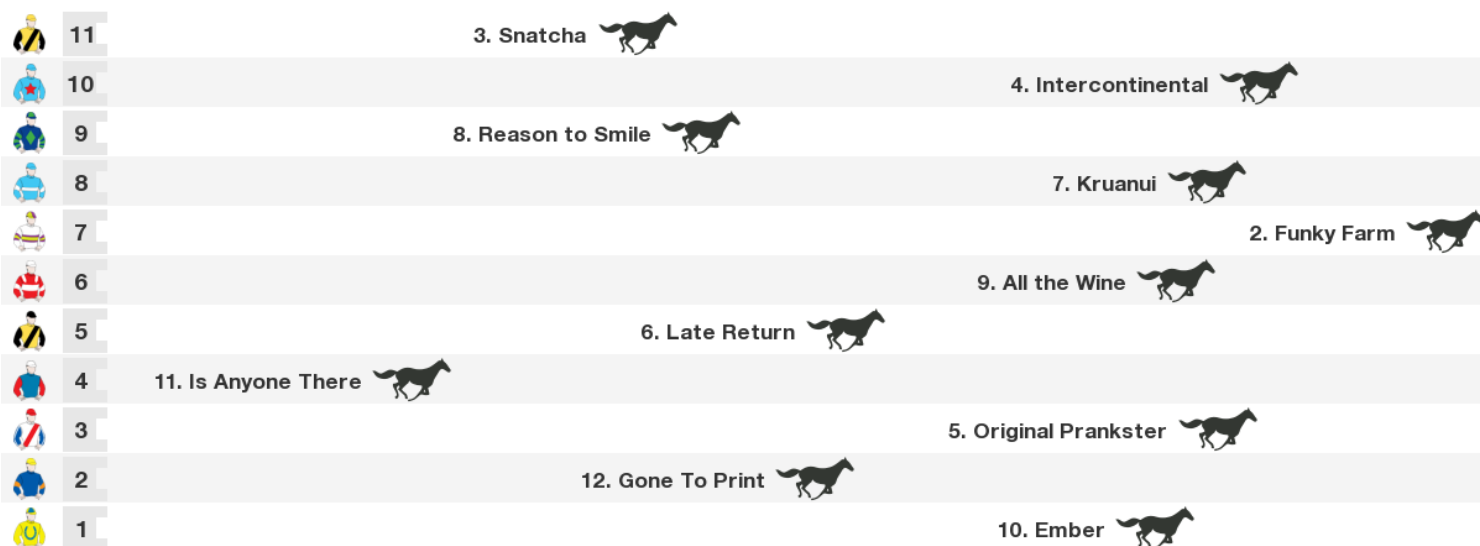 11 3. Snatcha
10 4. Intercontinental
9 8. Reason to Smile
8 7. Kruanui
7 2. Funky Farm
6 9. All the Wine
5 6. Late Return
4 11. Is Anyone There
3 5. Original Prankster
2 12. Gone To Print
1 10. Ember